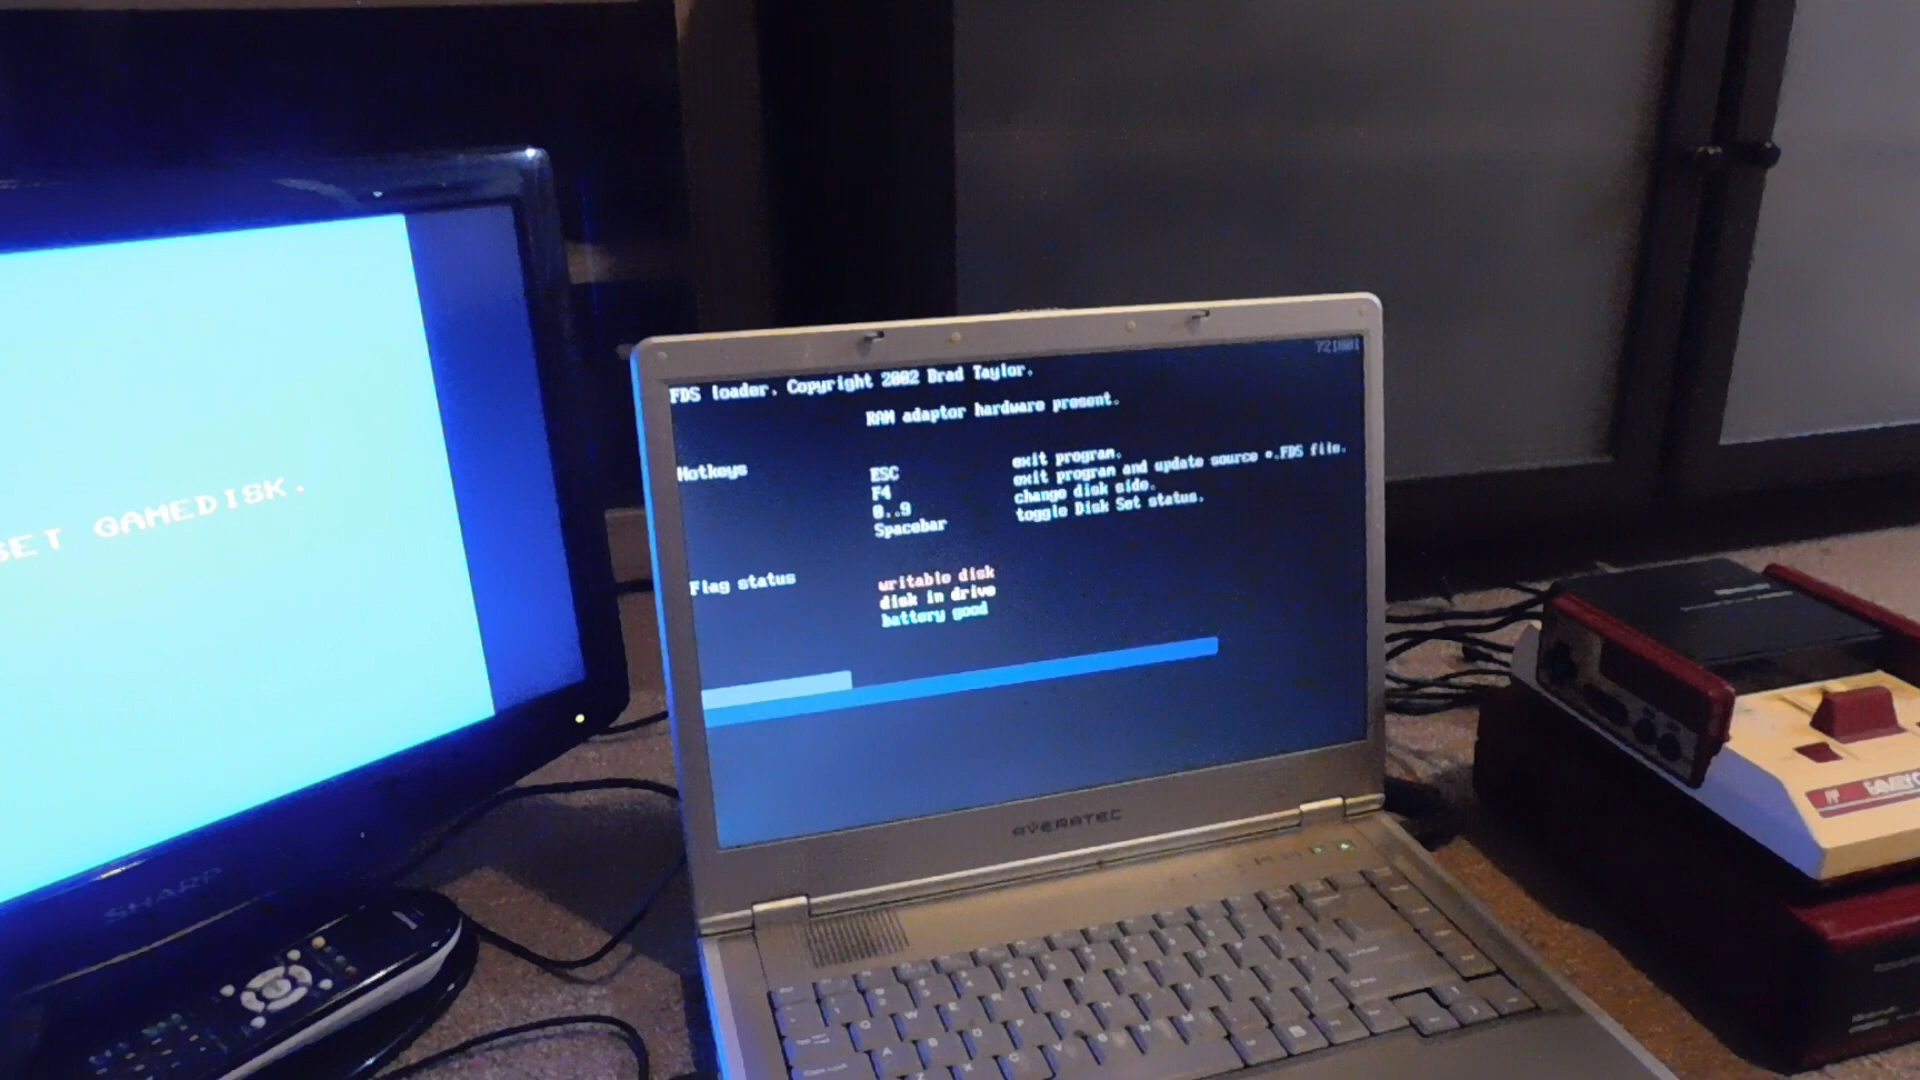 SET GAMEDISK.
SHARP
FDS loader. Copyright 2002 Brad Taylor.
RAM adaptor hardware present.
Hotkeys
ESC exit program.
F4 exit program and update source *.FDS file.
0..9 change disk side.
Spacebar toggle Disk Set status.
Flag status
writable disk
disk in drive
battery good
AVERATEC